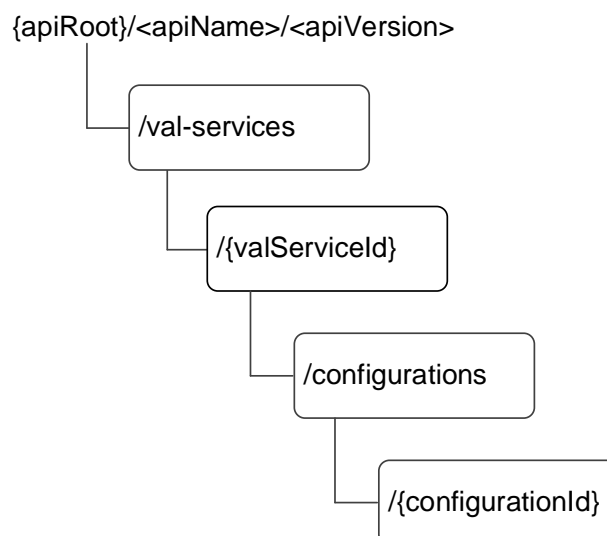 {apiRoot}/<apiName>/<apiVersion>
/val-services
/{valServiceId}
/configurations
/{configurationId}